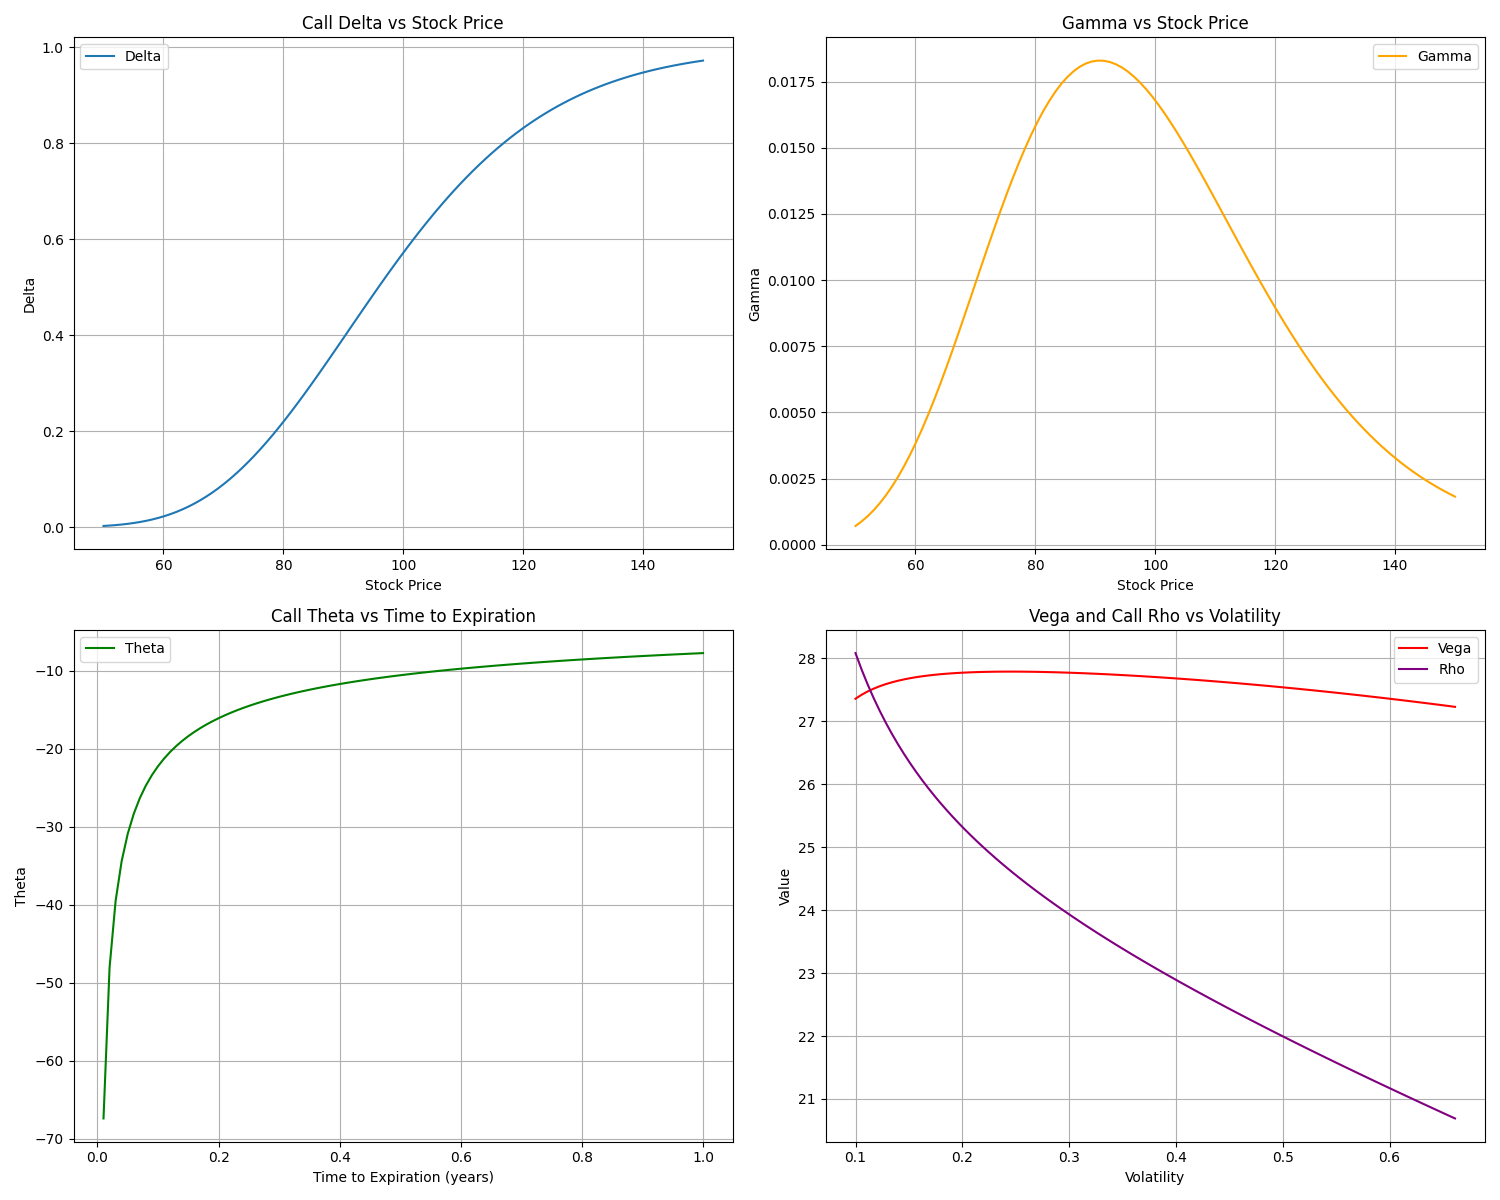 Call Delta vs Stock Price
Delta
1.0
0.8
0.6
0.4
0.2
0.0
Delta
60 80 100 120 140
Stock Price
Gamma vs Stock Price
Gamma
0.0175
0.0150
0.0125
0.0100
0.0075
0.0050
0.0025
0.0000
Gamma
60 80 100 120 140
Stock Price
Call Theta vs Time to Expiration
Theta
−10
−20
−30
−40
−50
−60
−70
Theta
0.0 0.2 0.4 0.6 0.8 1.0
Time to Expiration (years)
Vega and Call Rho vs Volatility
Vega
Rho
28
27
26
25
24
23
22
21
Value
0.1 0.2 0.3 0.4 0.5 0.6
Volatility